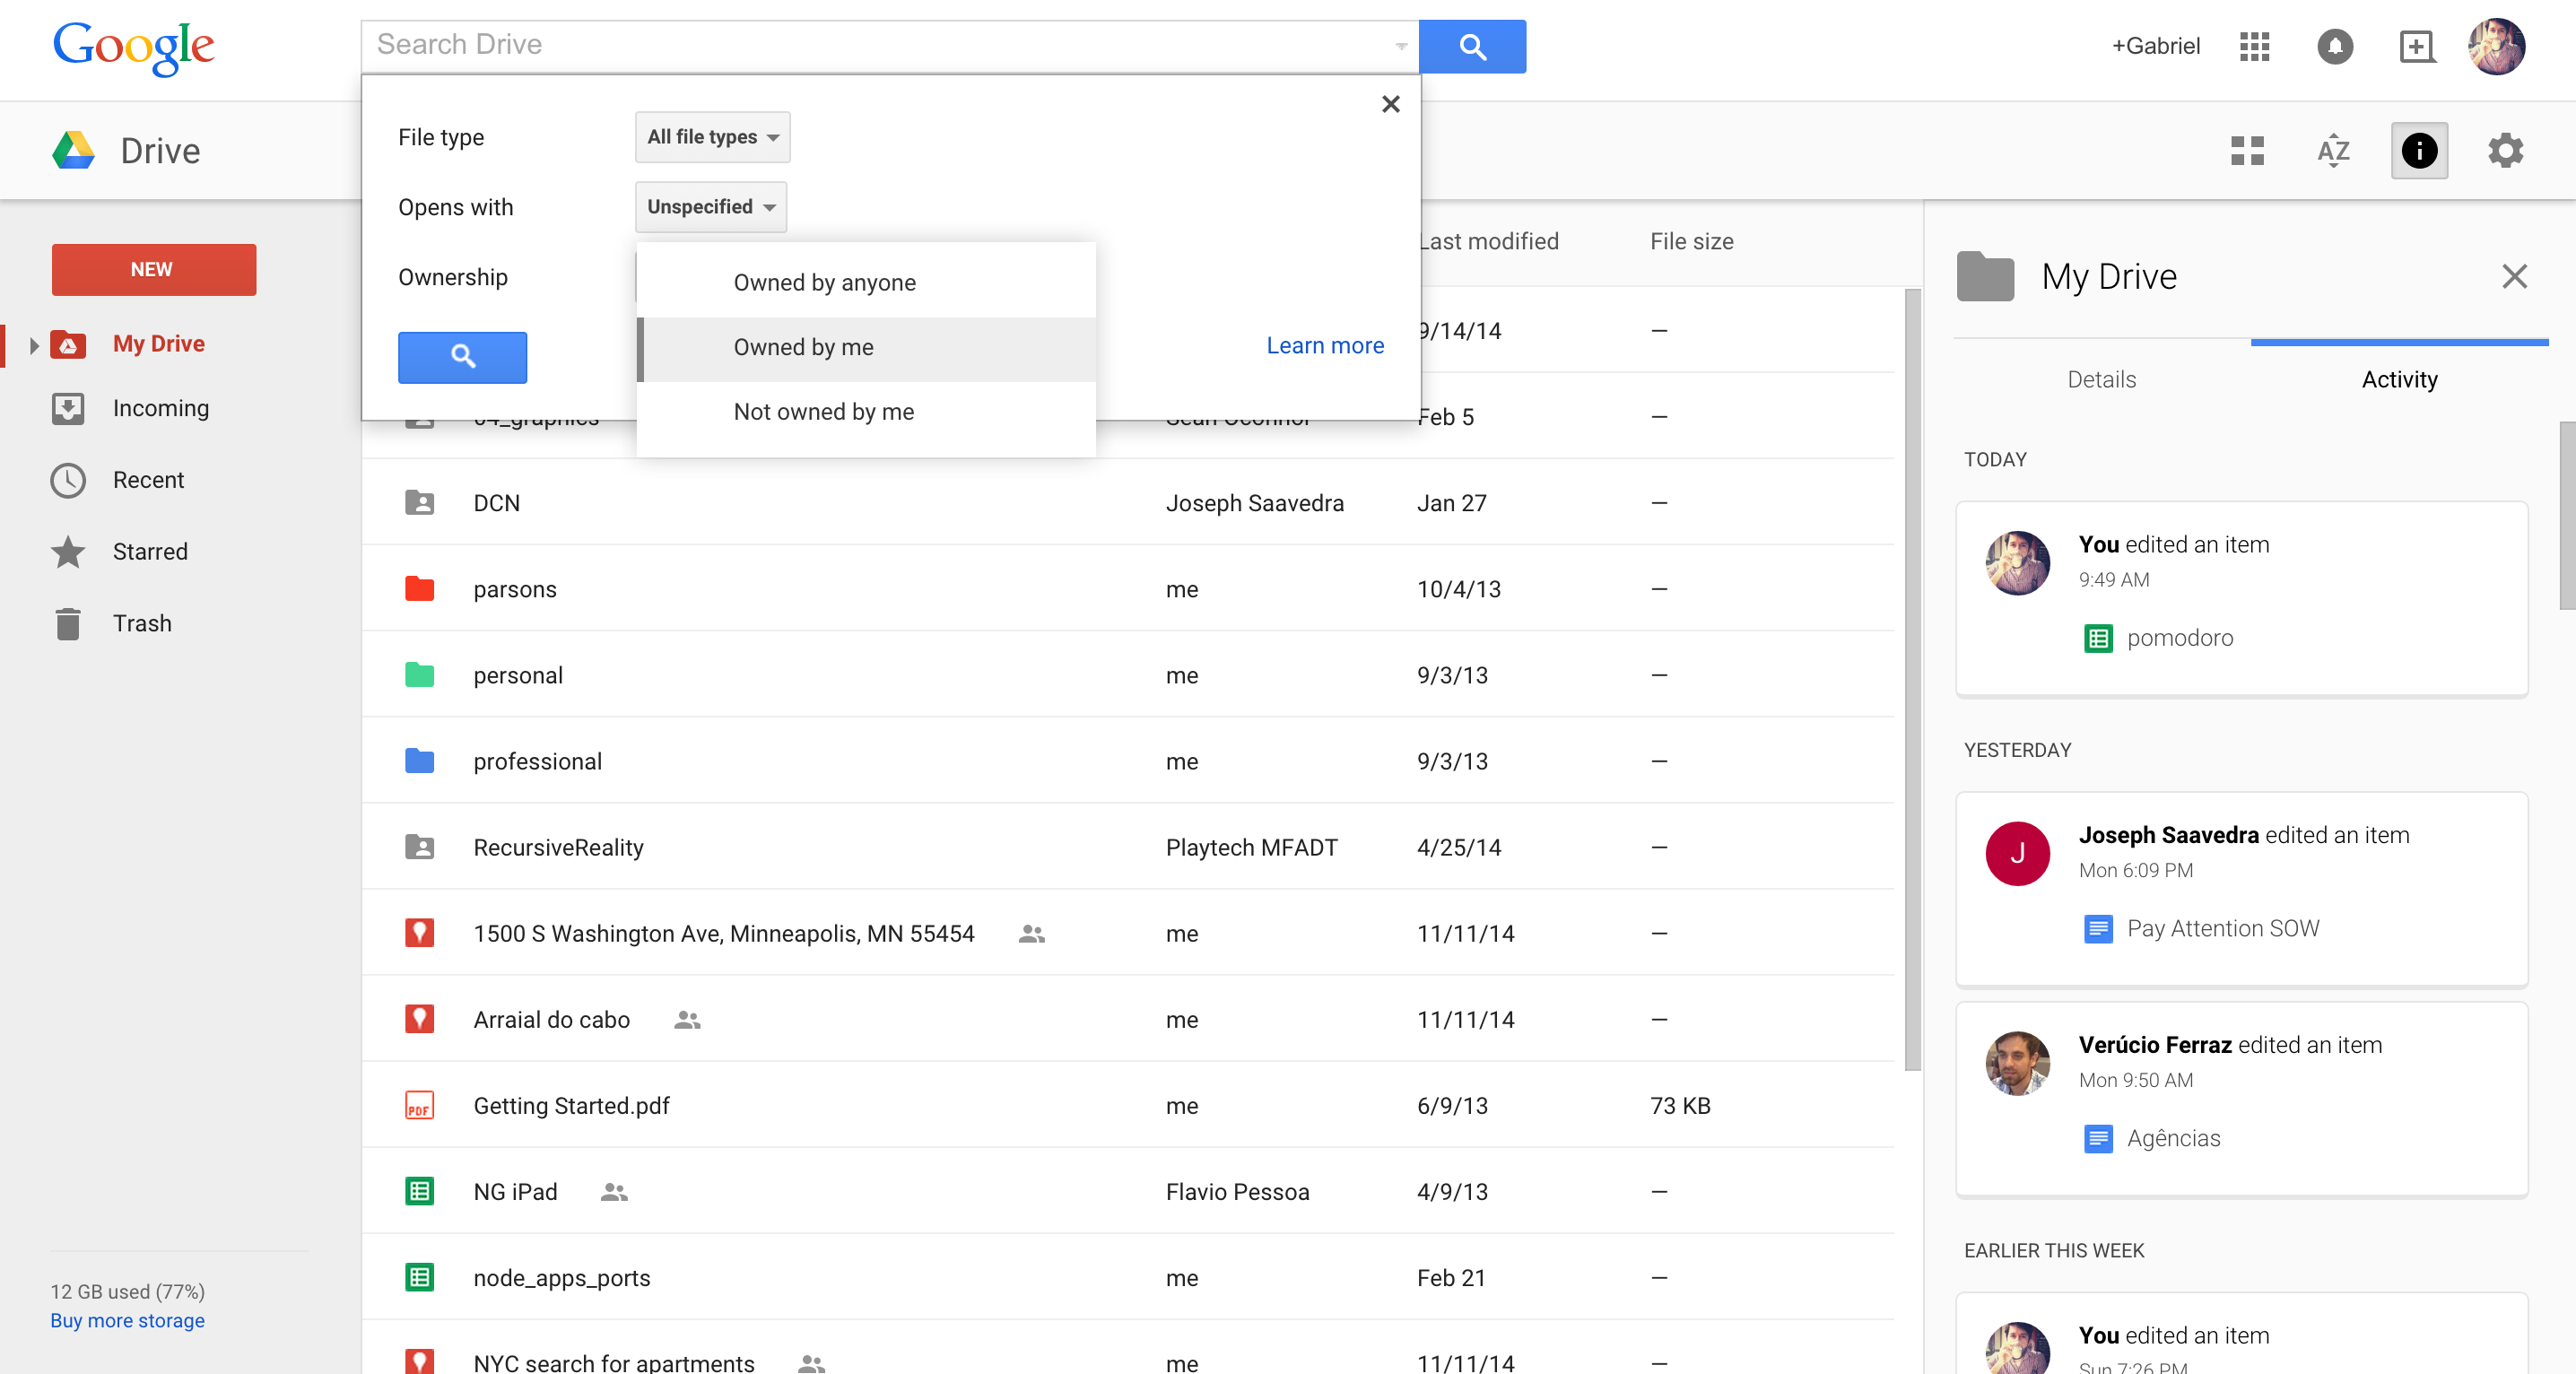 Google
Search Drive
+Gabriel
Drive
File type
All file types
Opens with
Unspecified
Ownership
Owned by anyone
Owned by me
Not owned by me
Learn more
AZ
NEW
My Drive
Incoming
Recent
Starred
Trash
12 GB used (77%)
Buy more storage
Last modified File size
9/14/14 —
04_graphics Sean Oconnor Feb 5 —
DCN Joseph Saavedra Jan 27 —
parsons me 10/4/13 —
personal me 9/3/13 —
professional me 9/3/13 —
RecursiveReality Playtech MFADT 4/25/14 —
1500 S Washington Ave, Minneapolis, MN 55454 me 11/11/14 —
Arraial do cabo me 11/11/14 —
PDF Getting Started.pdf me 6/9/13 73 KB
NG iPad Flavio Pessoa 4/9/13 —
node_apps_ports me Feb 21 —
NYC search for apartments me 11/11/14 —
My Drive
Details Activity
TODAY
You edited an item
9:49 AM
pomodoro
YESTERDAY
J
Joseph Saavedra edited an item
Mon 6:09 PM
Pay Attention SOW
Verúcio Ferraz edited an item
Mon 9:50 AM
Agências
EARLIER THIS WEEK
You edited an item
Sun 7:26 PM